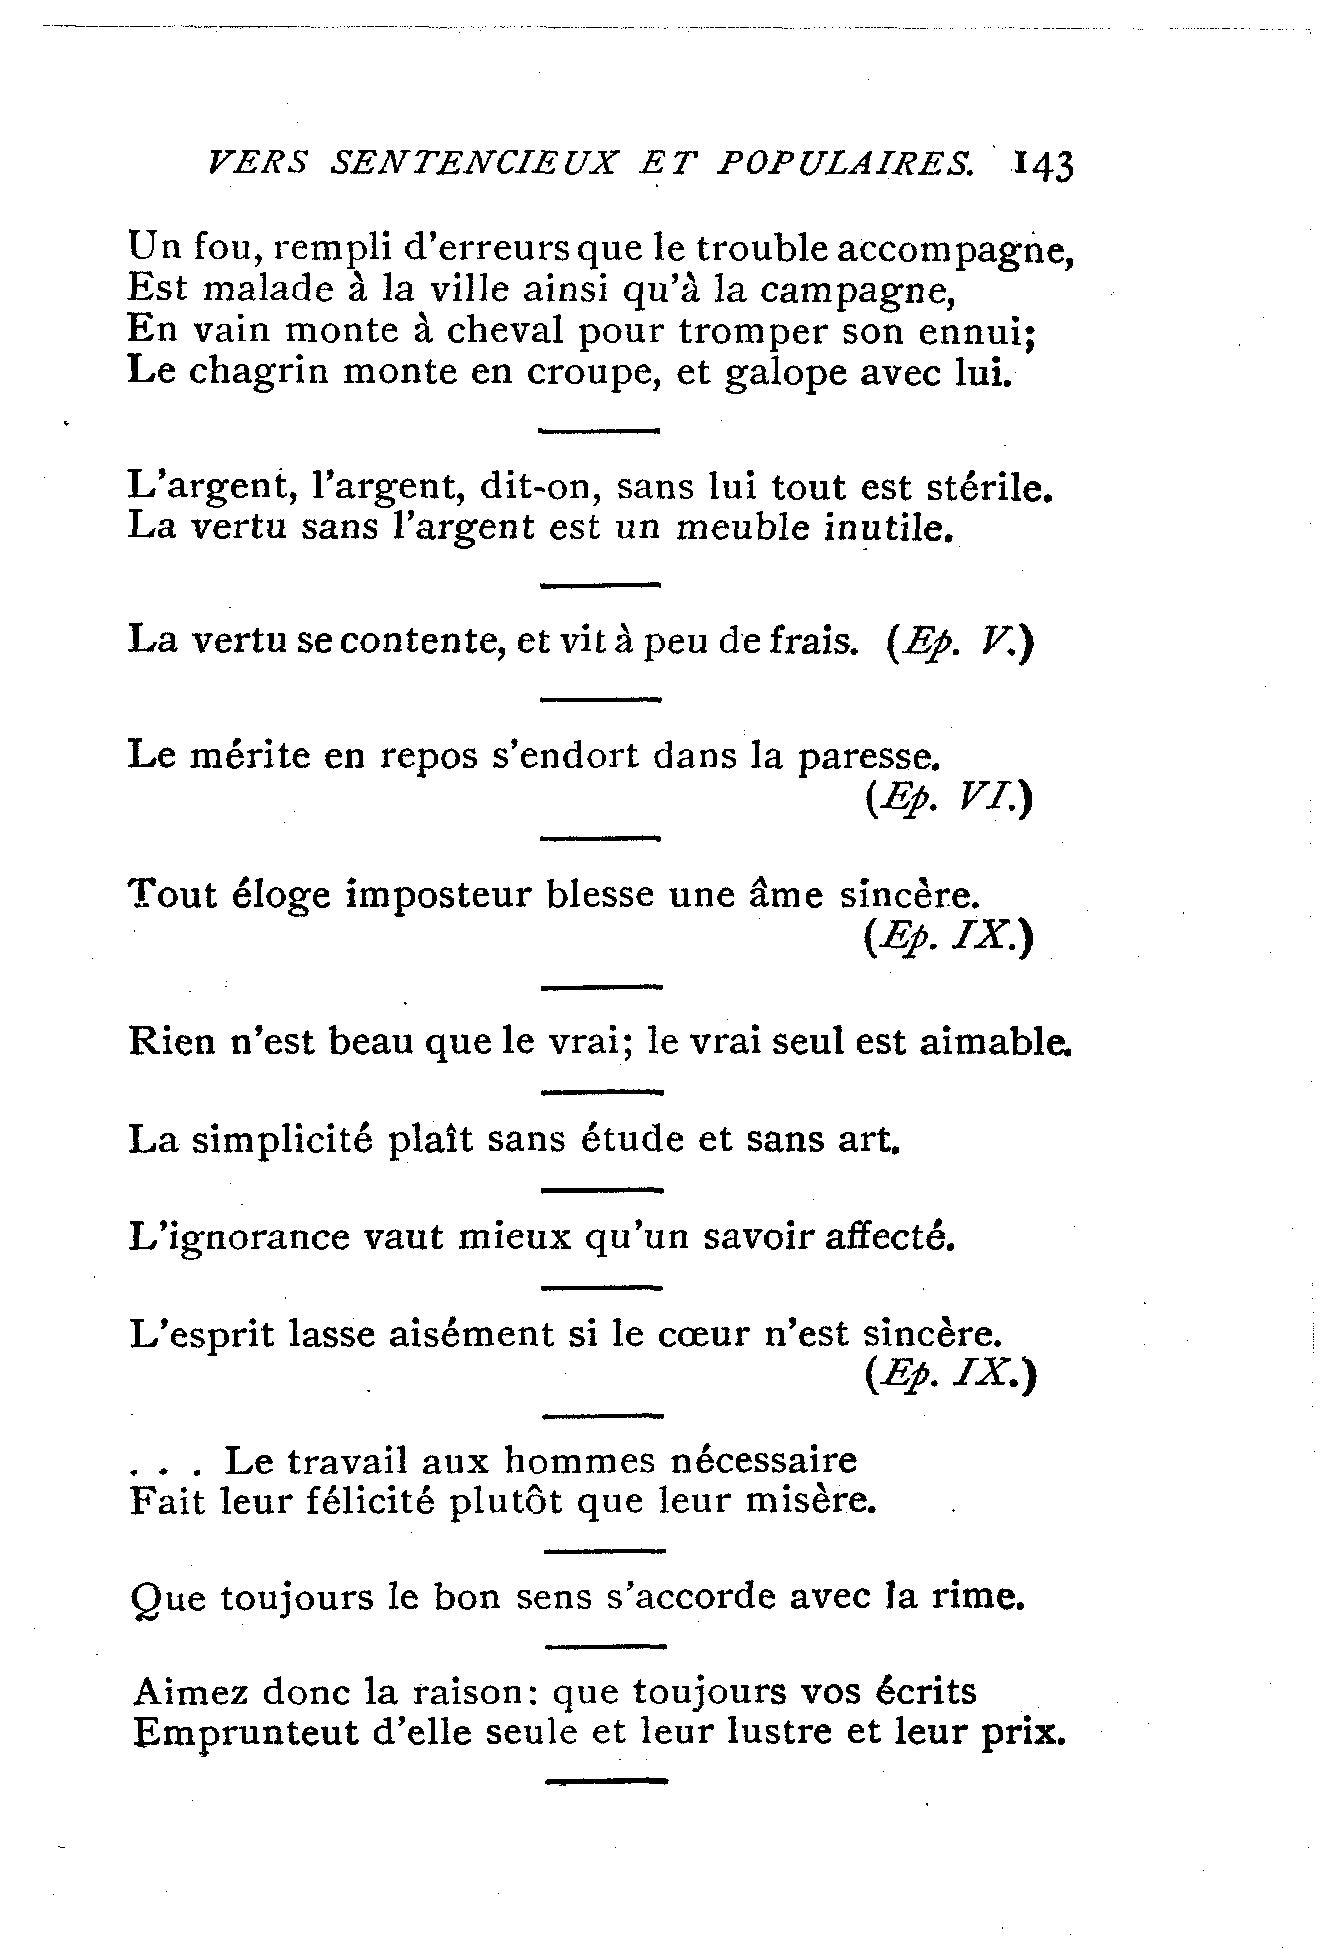 VERS SENTENCIEUX ET POPULAIRES. 143
Un fou, rempli d'erreurs que le trouble accompagne,
Est malade à la ville ainsi qu'à la campagne,
En vain monte à cheval pour tromper son ennui;
Le chagrin monte en croupe, et galope avec lui.
L'argent, l'argent, dit-on, sans lui tout est stérile.
La vertu sans l'argent est un meuble inutile.
La vertu se contente, et vit à peu de frais. (Ep. V.)
Le mérite en repos s'endort dans la paresse.
(Ep. VI.)
Tout éloge imposteur blesse une âme sincère.
(Ep. IX.)
Rien n'est beau que le vrai; le vrai seul est aimable.
La simplicité plaît sans étude et sans art.
L'ignorance vaut mieux qu'un savoir affecté.
L'esprit lasse aisément si le cœur n'est sincère.
(Ep. IX.)
. . . Le travail aux hommes nécessaire
Fait leur félicité plutôt que leur misère.
Que toujours le bon sens s'accorde avec la rime.
Aimez donc la raison: que toujours vos écrits
Emprunteut d'elle seule et leur lustre et leur prix.